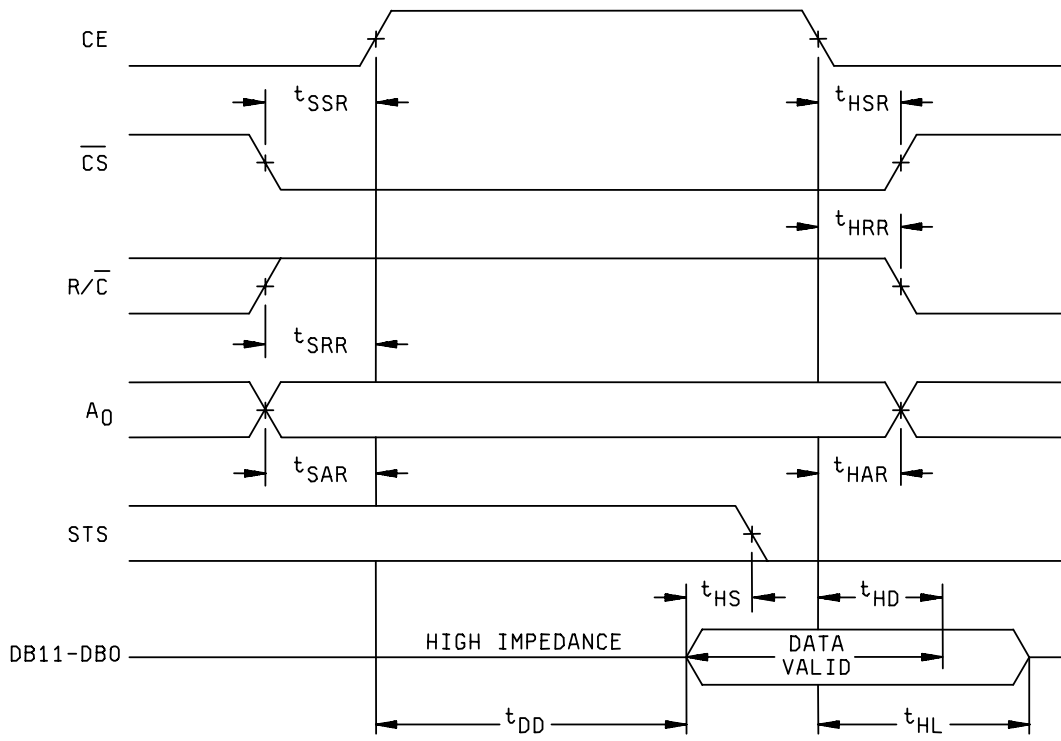 CE
tSSR
tHSR
C̅S̅
tHRR
R/C̅
tSRR
A0
tSAR
tHAR
STS
tHS
tHD
DB11-DB0
HIGH IMPEDANCE
DATA
VALID
tDD
tHL